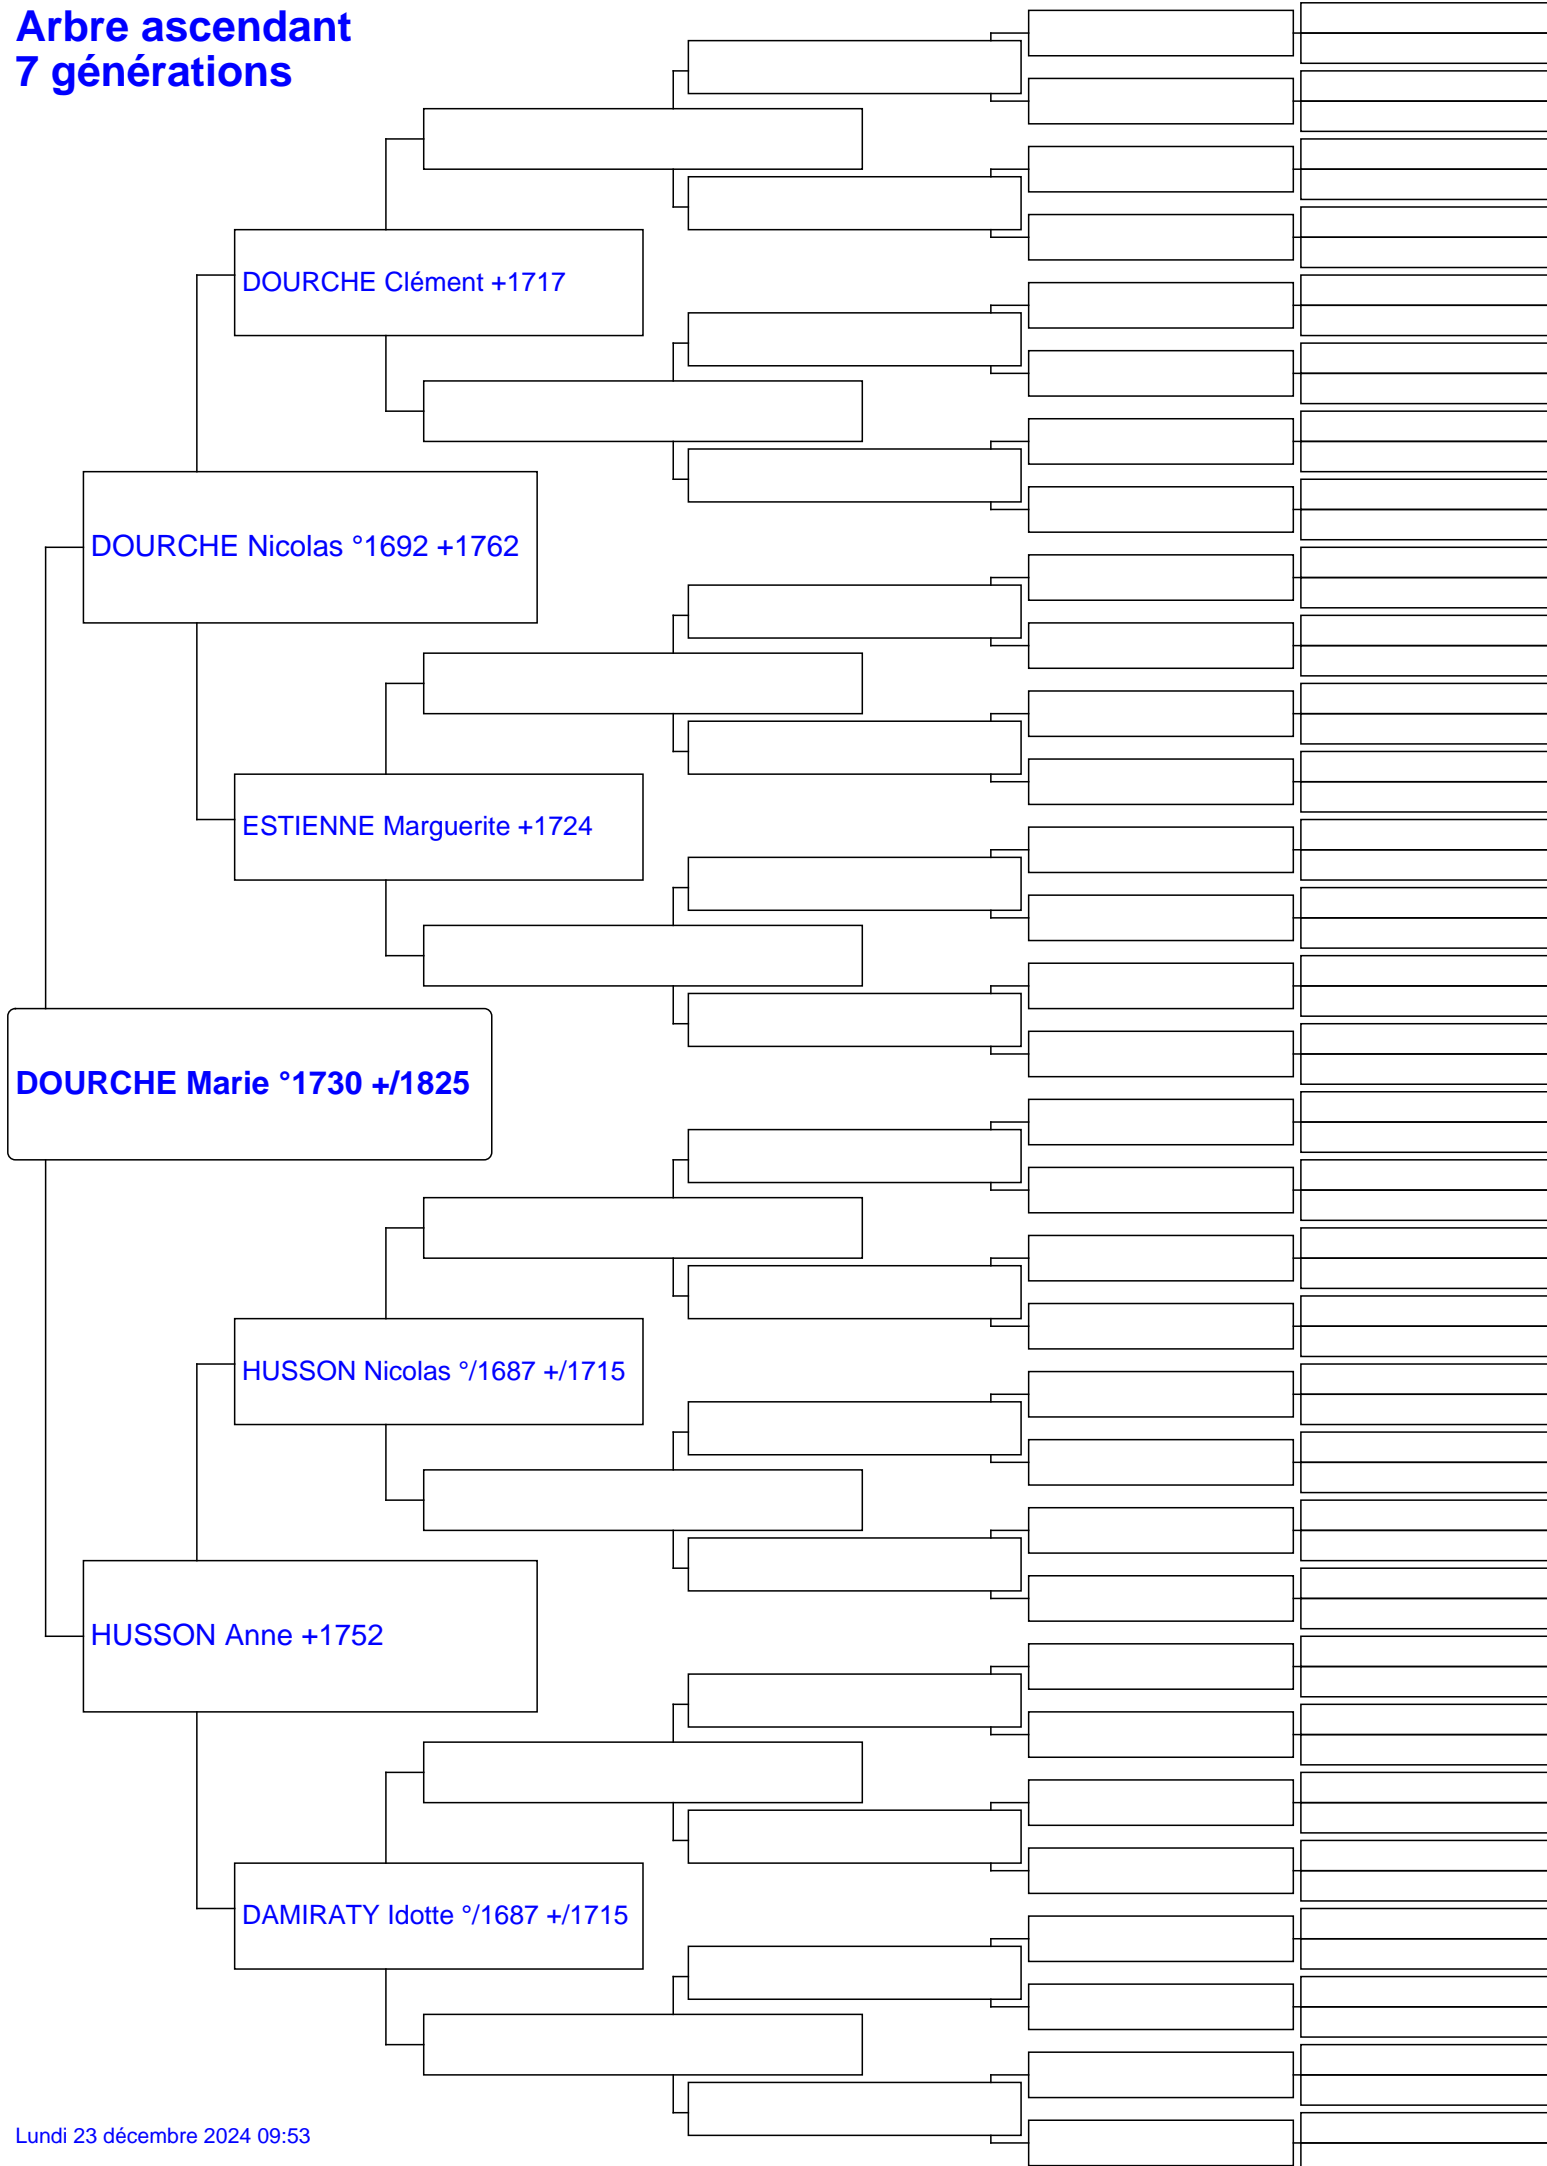 Arbre ascendant
7 générations
DOURCHE Clément +1717
DOURCHE Nicolas °1692 +1762
ESTIENNE Marguerite +1724
DOURCHE Marie °1730 +/1825
HUSSON Nicolas °/1687 +/1715
HUSSON Anne +1752
DAMIRATY Idotte °/1687 +/1715
Lundi 23 décembre 2024 09:53